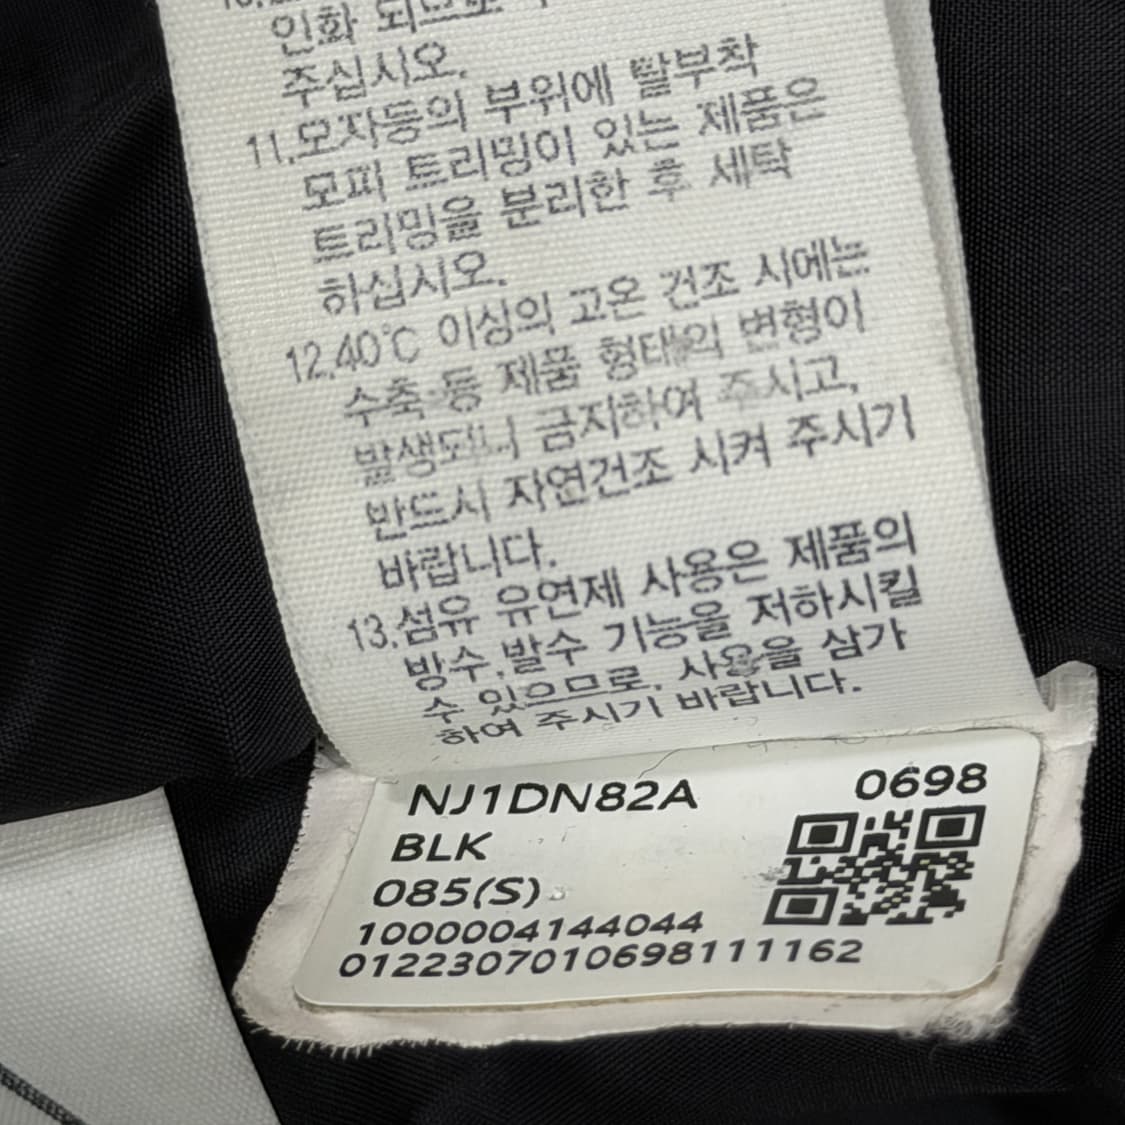 인화 되므로
주십시오.
11.모자등의 부위에 탈부착
모피 트리밍이 있는 제품은
트리밍을 분리한 후 세탁
하십시오.
12.40℃ 이상의 고온 건조 시에는
수축 등 제품 형태의 변형이
발생되니 금지하여 주시고,
반드시 자연건조 시켜 주시기
바랍니다.
13.섬유 유연제 사용은 제품의
방수,발수 기능을 저하시킬
수 있으므로, 사용을 삼가
하여 주시기 바랍니다.
NJ1DN82A 0698
BLK
085(S)
1000004144044
0122307010698111162